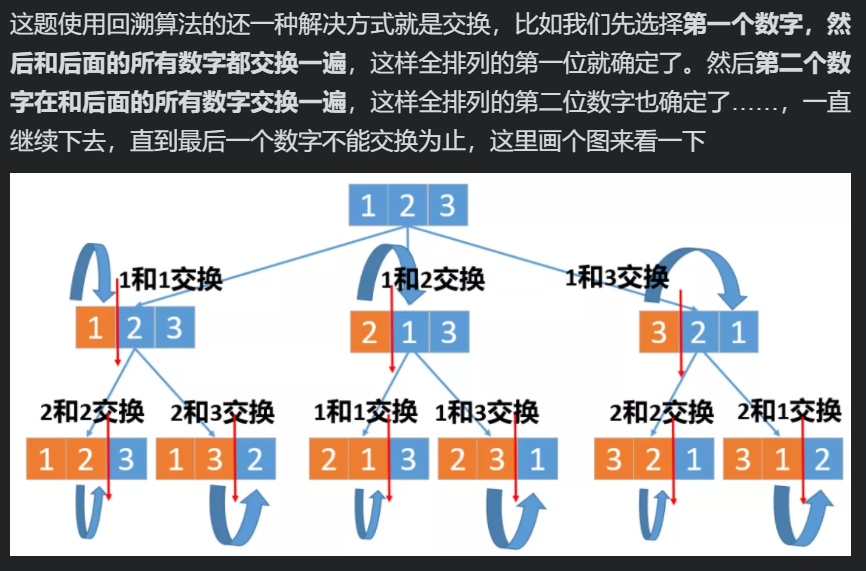 这题使用回溯算法的还一种解决方式就是交换，比如我们先选择第一个数字，然
后和后面的所有数字都交换一遍，这样全排列的第一位就确定了。然后第二个数
字在和后面的所有数字交换一遍，这样全排列的第二位数字也确定了……，一直
继续下去，直到最后一个数字不能交换为止，这里画个图来看一下
1 2 3
1和1交换
1和2交换
1和3交换
1 2 3
2 1 3
3 2 1
2和2交换
2和3交换
1和1交换
1和3交换
2和2交换
2和1交换
1 2 3
1 3 2
2 1 3
2 3 1
3 2 1
3 1 2